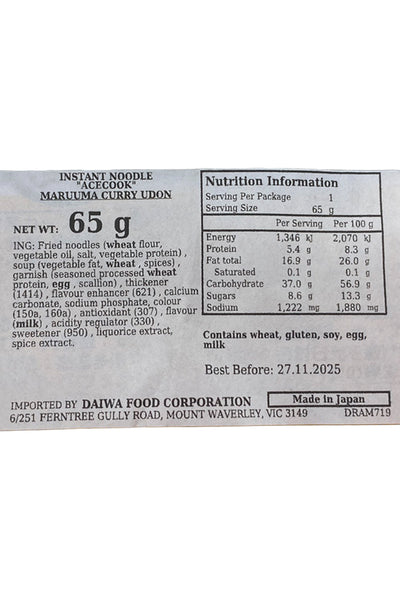 INSTANT NOODLE
"ACECOOK"
MARUUMA CURRY UDON
NET WT: 65 g
ING: Fried noodles (wheat flour,
vegetable oil, salt, vegetable protein) ,
soup (vegetable fat, wheat , spices) ,
garnish (seasoned processed wheat
protein, egg , scallion) , thickener
(1414) , flavour enhancer (621) , calcium
carbonate, sodium phosphate, colour
(150a, 160a) , antioxidant (307) , flavour
(milk) , acidity regulator (330) ,
sweetener (950) , liquorice extract,
spice extract.
Nutrition Information
Serving Per Package 1
Serving Size 65 g
Per Serving Per 100 g
Energy 1,346 kJ 2,070 kJ
Protein 5.4 g 8.3 g
Fat total 16.9 g 26.0 g
Saturated 0.1 g 0.1 g
Carbohydrate 37.0 g 56.9 g
Sugars 8.6 g 13.3 g
Sodium 1,222 mg 1,880 mg
Contains wheat, gluten, soy, egg,
milk
Best Before: 27.11.2025
IMPORTED BY DAIWA FOOD CORPORATION Made in Japan
6/251 FERNTREE GULLY ROAD, MOUNT WAVERLEY, VIC 3149 DRAM719